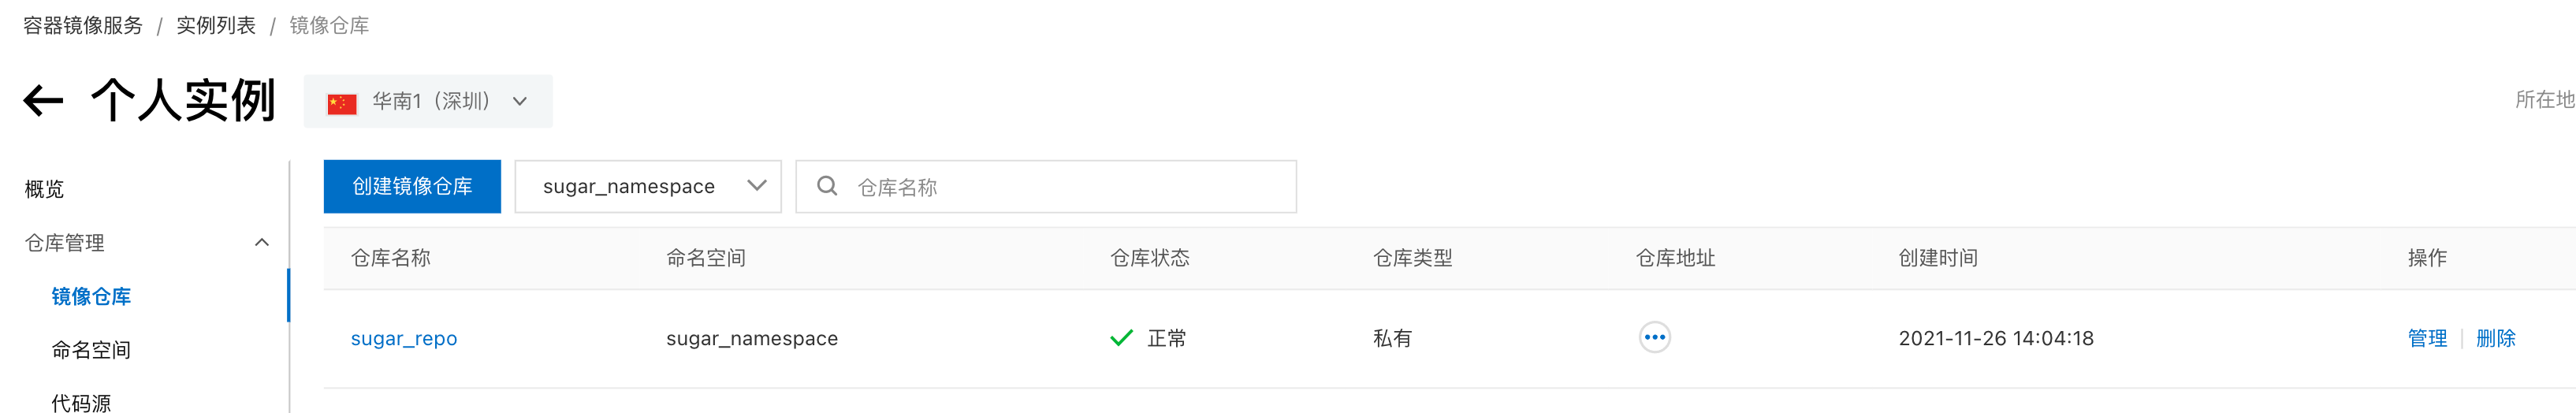 容器镜像服务 / 实例列表 / 镜像仓库
个人实例 华南1（深圳）
所在地
概览
仓库管理
镜像仓库
命名空间
代码源
创建镜像仓库 sugar_namespace 仓库名称
仓库名称 命名空间 仓库状态 仓库类型 仓库地址 创建时间 操作
sugar_repo sugar_namespace 正常 私有 2021-11-26 14:04:18 管理 | 删除